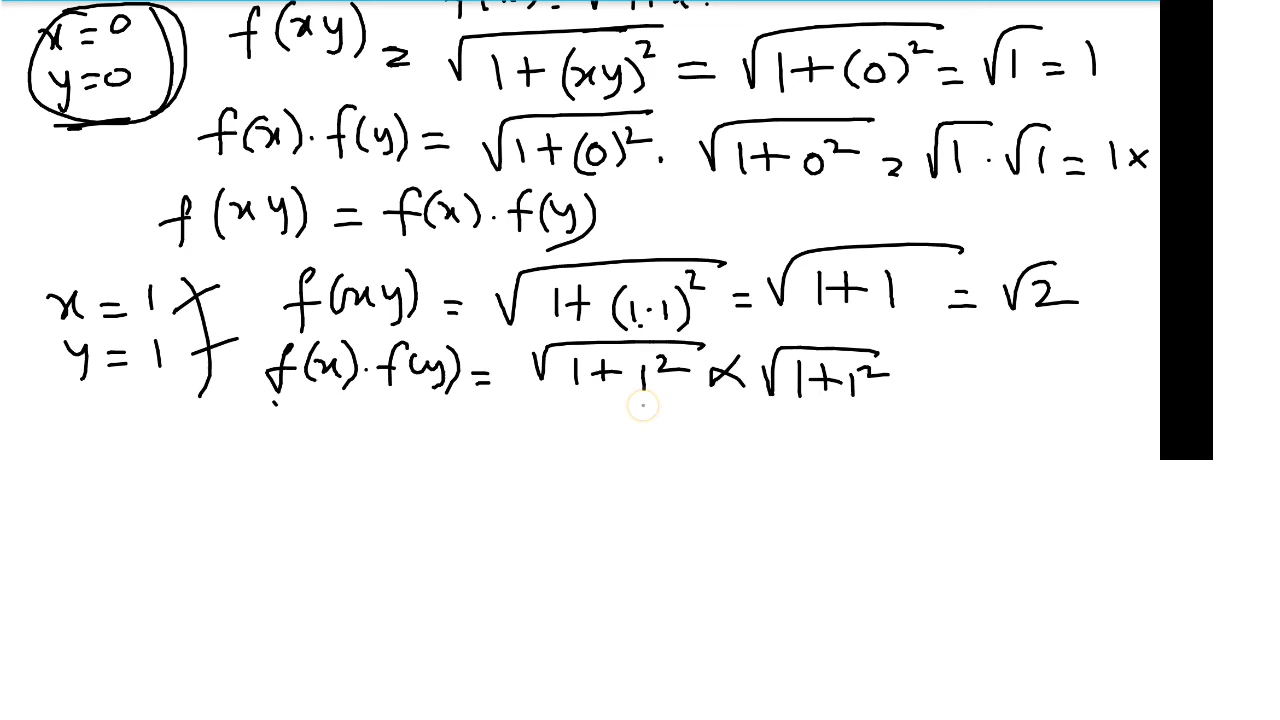 x = 0 f(xy) = √(1 + (xy)²) = √(1 + (0)²) = √1 = 1
y = 0
f(x) · f(y) = √(1 + (0)²) · √(1 + 0²) = √1 · √1 = 1 ×
f(xy) = f(x) · f(y)
x = 1 f(xy) = √(1 + (1·1)²) = √(1 + 1) = √2
y = 1 f(x) · f(y) = √(1 + 1²) × √(1 + 1²)